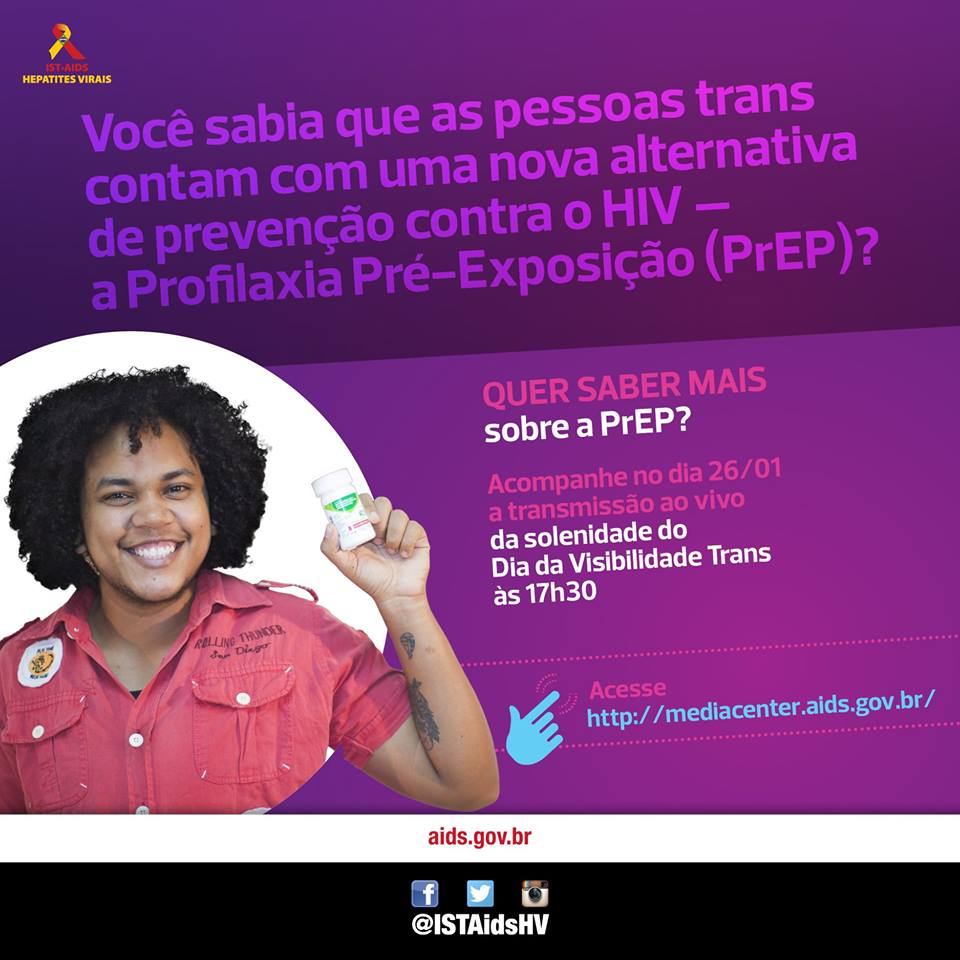 IST-AIDS
HEPATITES VIRAIS
Você sabia que as pessoas trans
contam com uma nova alternativa
de prevenção contra o HIV –
a Profilaxia Pré-Exposição (PrEP)?
QUER SABER MAIS
sobre a PrEP?
Acompanhe no dia 26/01
a transmissão ao vivo
da solenidade do
Dia da Visibilidade Trans
às 17h30
ROLLING THUNDER
San Diego
Acesse
http://mediacenter.aids.gov.br/
aids.gov.br
@ISTAidsHV